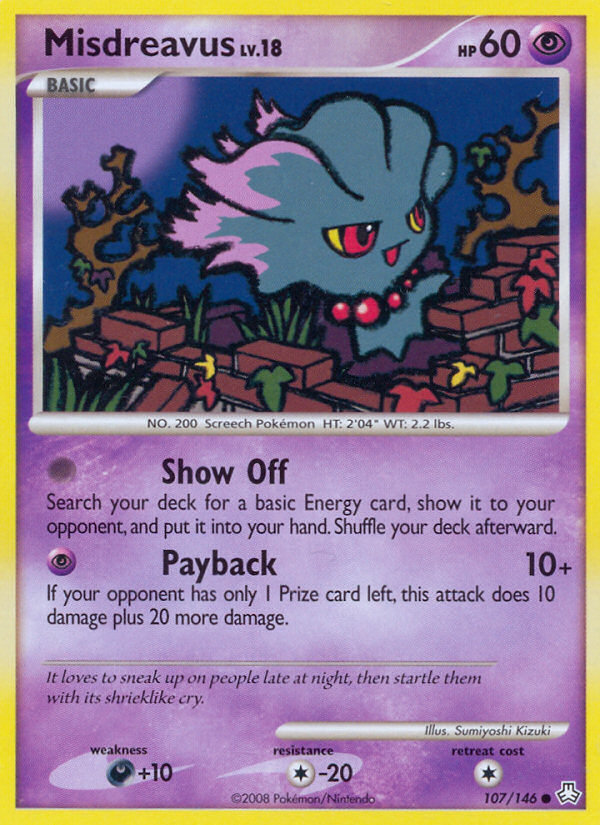 Misdreavus LV.18 HP 60
BASIC
NO. 200 Screech Pokémon HT: 2'04" WT: 2.2 lbs.
Show Off
Search your deck for a basic Energy card, show it to your
opponent, and put it into your hand. Shuffle your deck afterward.
Payback 10+
If your opponent has only 1 Prize card left, this attack does 10
damage plus 20 more damage.
It loves to sneak up on people late at night, then startle them
with its shrieklike cry.
Illus. Sumiyoshi Kizuki
weakness resistance retreat cost
+10 -20
©2008 Pokémon/Nintendo 107/146